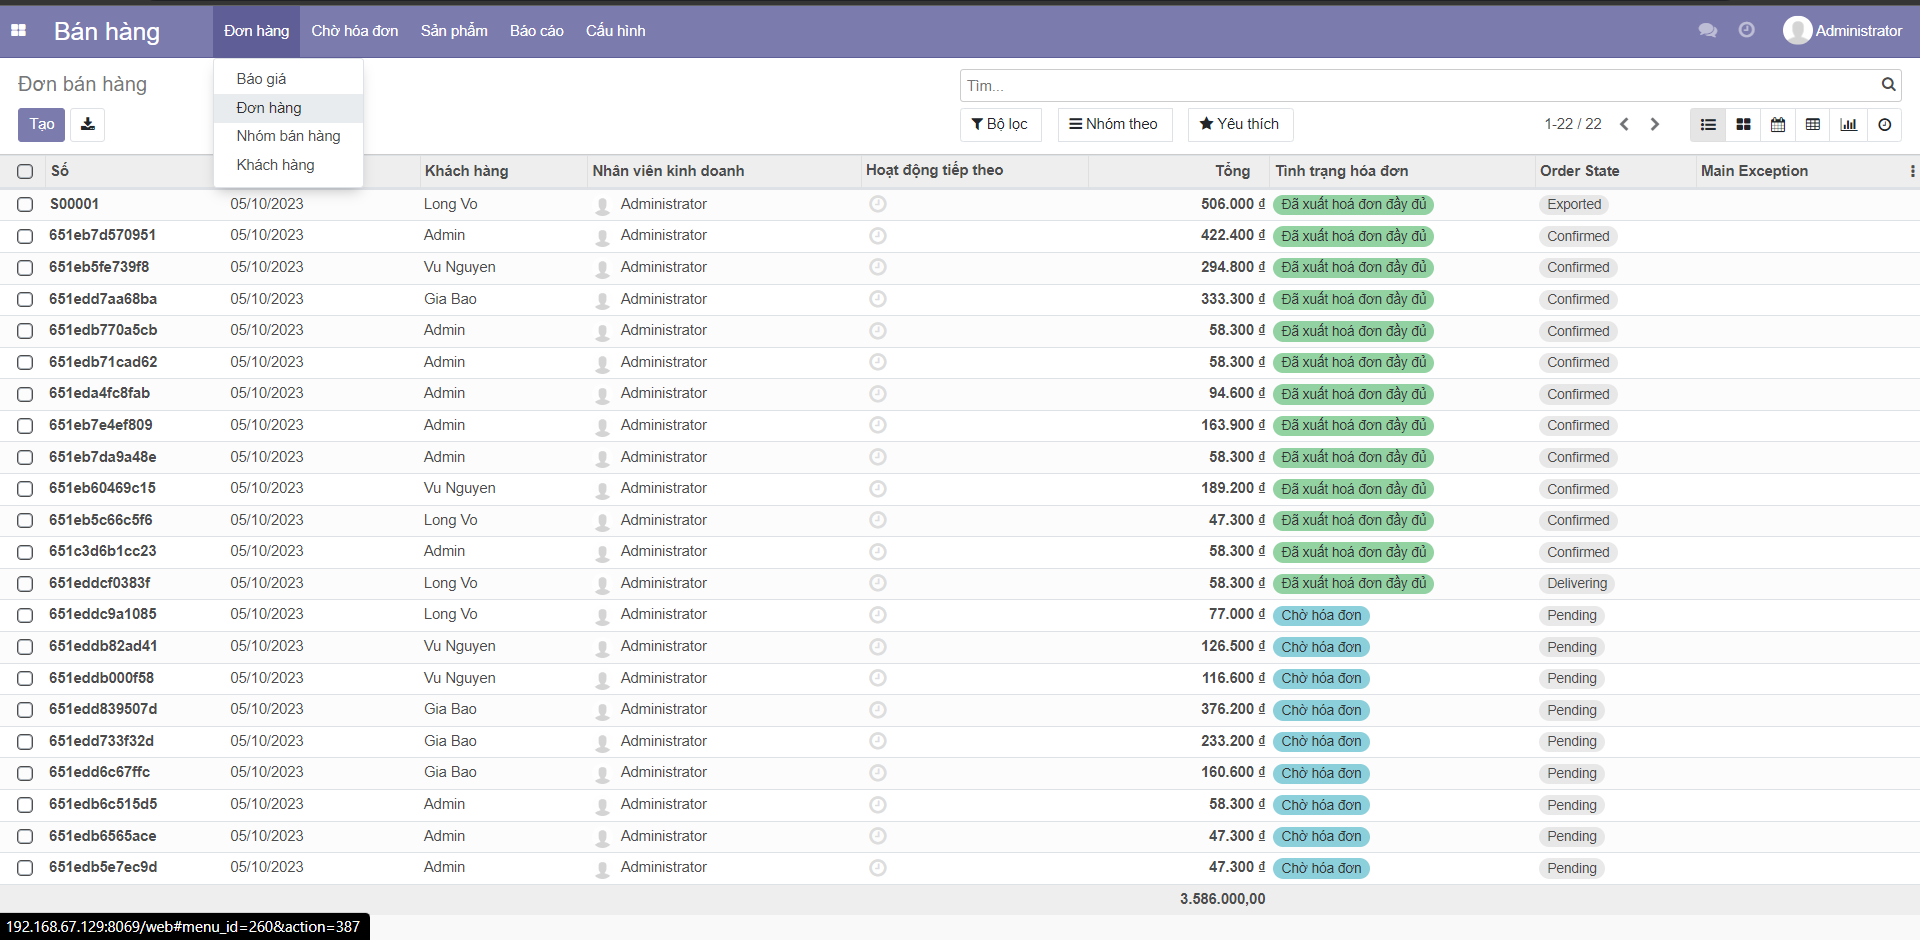 Bán hàng Đơn hàng Chờ hóa đơn Sản phẩm Báo cáo Cấu hình Administrator
Đơn bán hàng
Báo giá
Đơn hàng
Nhóm bán hàng
Khách hàng
Tìm...
Tạo
Bộ lọc Nhóm theo Yêu thích 1-22 / 22
Số Khách hàng Nhân viên kinh doanh Hoạt động tiếp theo Tổng Tình trạng hóa đơn Order State Main Exception
S00001 05/10/2023 Long Vo Administrator 506.000 ₫ Đã xuất hoá đơn đầy đủ Exported
651eb7d570951 05/10/2023 Admin Administrator 422.400 ₫ Đã xuất hoá đơn đầy đủ Confirmed
651eb5fe739f8 05/10/2023 Vu Nguyen Administrator 294.800 ₫ Đã xuất hoá đơn đầy đủ Confirmed
651edd7aa68ba 05/10/2023 Gia Bao Administrator 333.300 ₫ Đã xuất hoá đơn đầy đủ Confirmed
651edb770a5cb 05/10/2023 Admin Administrator 58.300 ₫ Đã xuất hoá đơn đầy đủ Confirmed
651edb71cad62 05/10/2023 Admin Administrator 58.300 ₫ Đã xuất hoá đơn đầy đủ Confirmed
651eda4fc8fab 05/10/2023 Admin Administrator 94.600 ₫ Đã xuất hoá đơn đầy đủ Confirmed
651eb7e4ef809 05/10/2023 Admin Administrator 163.900 ₫ Đã xuất hoá đơn đầy đủ Confirmed
651eb7da9a48e 05/10/2023 Admin Administrator 58.300 ₫ Đã xuất hoá đơn đầy đủ Confirmed
651eb60469c15 05/10/2023 Vu Nguyen Administrator 189.200 ₫ Đã xuất hoá đơn đầy đủ Confirmed
651eb5c66c5f6 05/10/2023 Long Vo Administrator 47.300 ₫ Đã xuất hoá đơn đầy đủ Confirmed
651c3d6b1cc23 05/10/2023 Admin Administrator 58.300 ₫ Đã xuất hoá đơn đầy đủ Confirmed
651eddcf0383f 05/10/2023 Long Vo Administrator 58.300 ₫ Đã xuất hoá đơn đầy đủ Delivering
651eddc9a1085 05/10/2023 Long Vo Administrator 77.000 ₫ Chờ hóa đơn Pending
651eddb82ad41 05/10/2023 Vu Nguyen Administrator 126.500 ₫ Chờ hóa đơn Pending
651eddb000f58 05/10/2023 Vu Nguyen Administrator 116.600 ₫ Chờ hóa đơn Pending
651edd839507d 05/10/2023 Gia Bao Administrator 376.200 ₫ Chờ hóa đơn Pending
651edd733f32d 05/10/2023 Gia Bao Administrator 233.200 ₫ Chờ hóa đơn Pending
651edd6c67ffc 05/10/2023 Gia Bao Administrator 160.600 ₫ Chờ hóa đơn Pending
651edb6c515d5 05/10/2023 Admin Administrator 58.300 ₫ Chờ hóa đơn Pending
651edb6565ace 05/10/2023 Admin Administrator 47.300 ₫ Chờ hóa đơn Pending
651edb5e7ec9d 05/10/2023 Admin Administrator 47.300 ₫ Chờ hóa đơn Pending
3.586.000,00
192.168.67.129:8069/web#menu_id=260&action=387